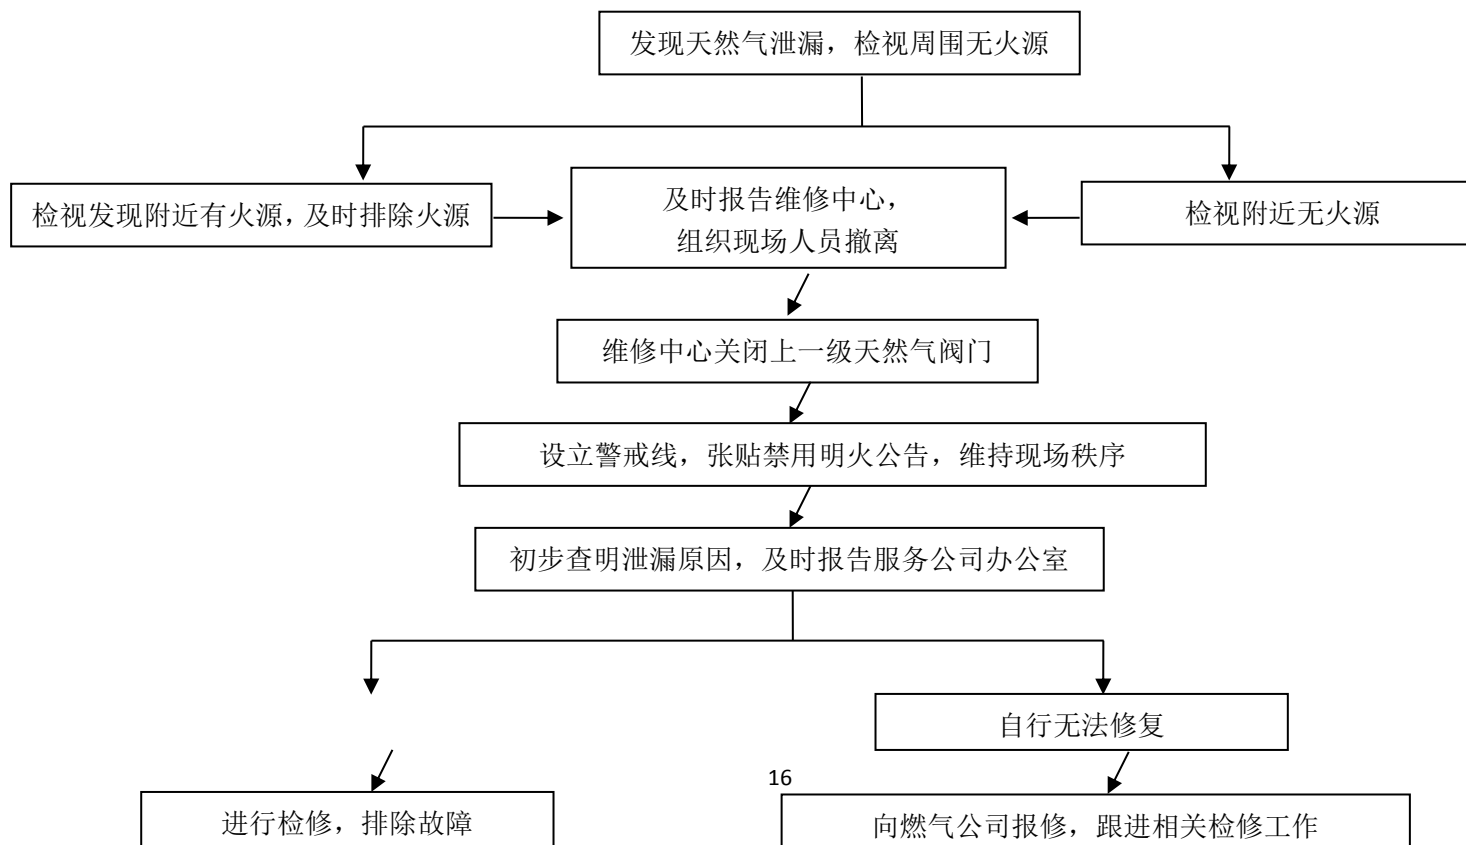 发现天然气泄漏，检视周围无火源
检视发现附近有火源，及时排除火源
及时报告维修中心，
组织现场人员撤离
检视附近无火源
维修中心关闭上一级天然气阀门
设立警戒线，张贴禁用明火公告，维持现场秩序
初步查明泄漏原因，及时报告服务公司办公室
自行无法修复
16
进行检修，排除故障
向燃气公司报修，跟进相关检修工作